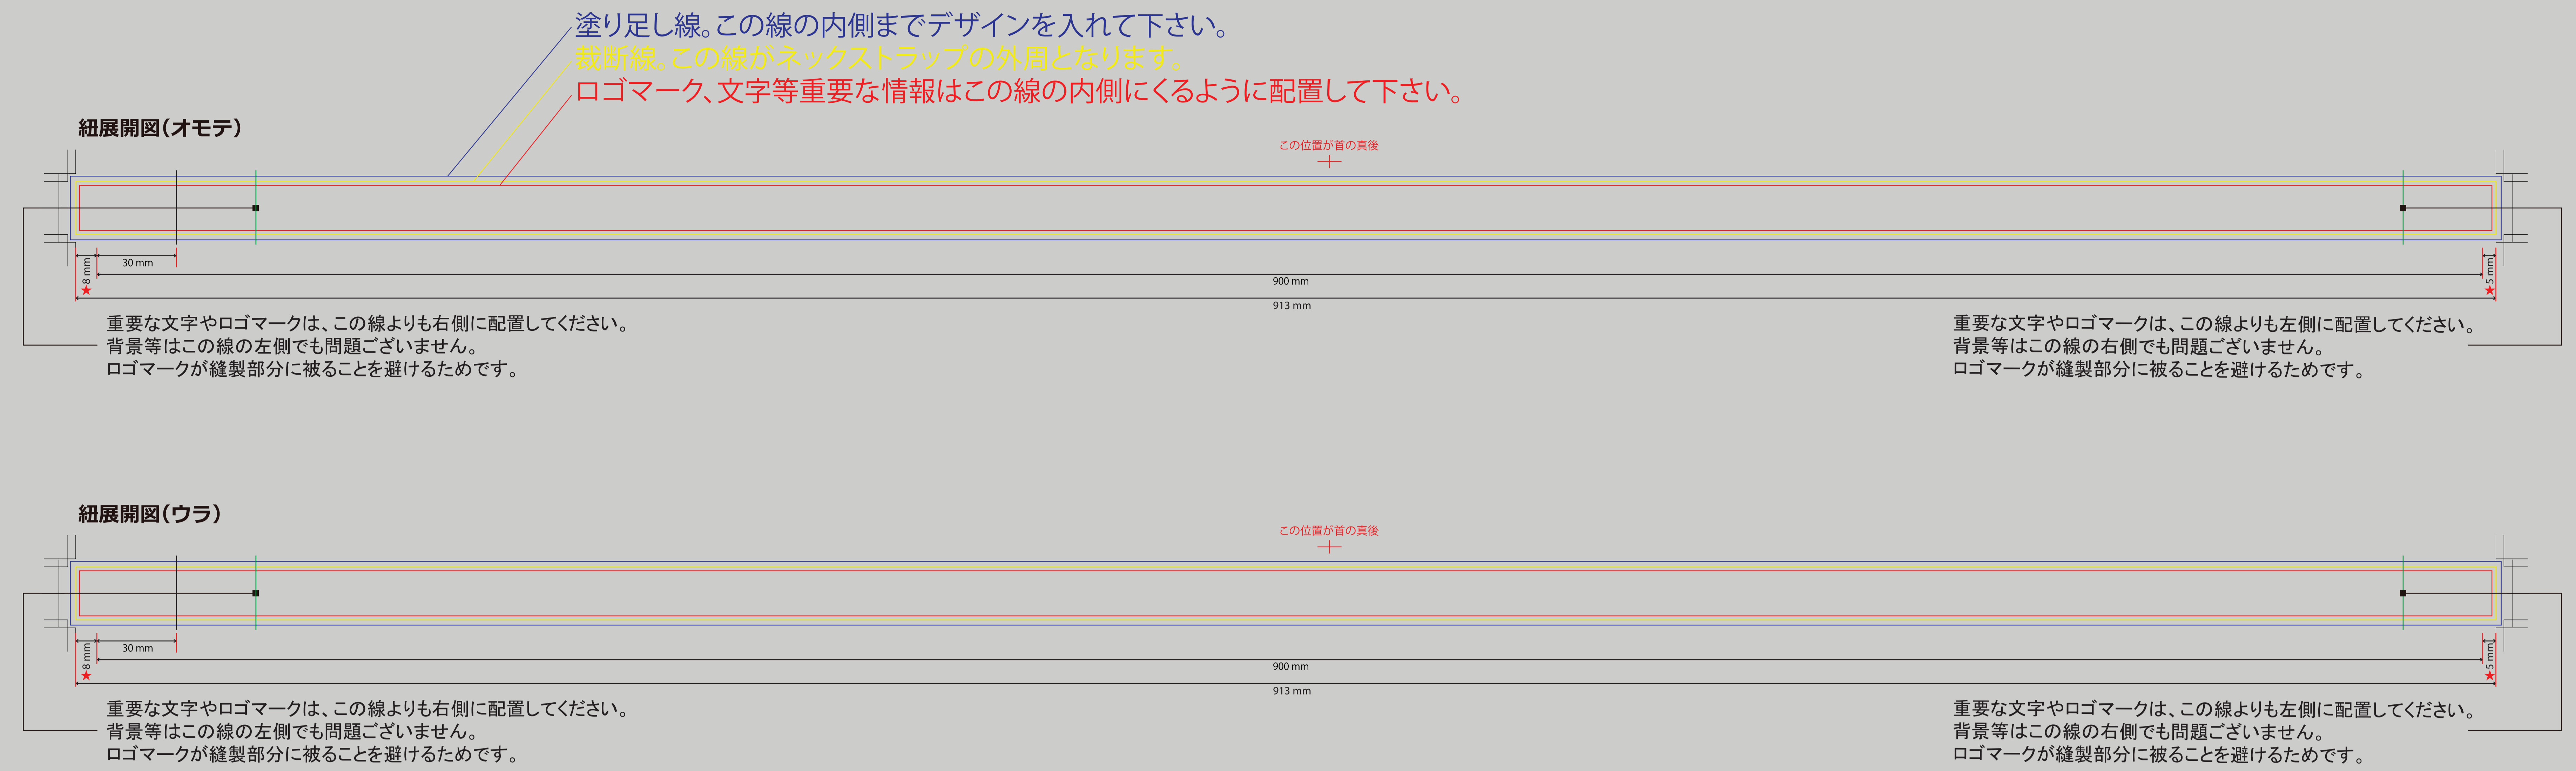 塗り足し線。この線の内側までデザインを入れて下さい。
裁断線。この線がネックストラップの外周となります。
ロゴマーク、文字等重要な情報はこの線の内側にくるように配置して下さい。
紐展開図(オモテ)
この位置が首の真後
30 mm
★8 mm
900 mm
★5 mm
913 mm
重要な文字やロゴマークは、この線よりも右側に配置してください。
背景等はこの線の左側でも問題ございません。
ロゴマークが縫製部分に被ることを避けるためです。
重要な文字やロゴマークは、この線よりも左側に配置してください。
背景等はこの線の右側でも問題ございません。
ロゴマークが縫製部分に被ることを避けるためです。
紐展開図(ウラ)
この位置が首の真後
30 mm
★8 mm
900 mm
★5 mm
913 mm
重要な文字やロゴマークは、この線よりも右側に配置してください。
背景等はこの線の左側でも問題ございません。
ロゴマークが縫製部分に被ることを避けるためです。
重要な文字やロゴマークは、この線よりも左側に配置してください。
背景等はこの線の右側でも問題ございません。
ロゴマークが縫製部分に被ることを避けるためです。